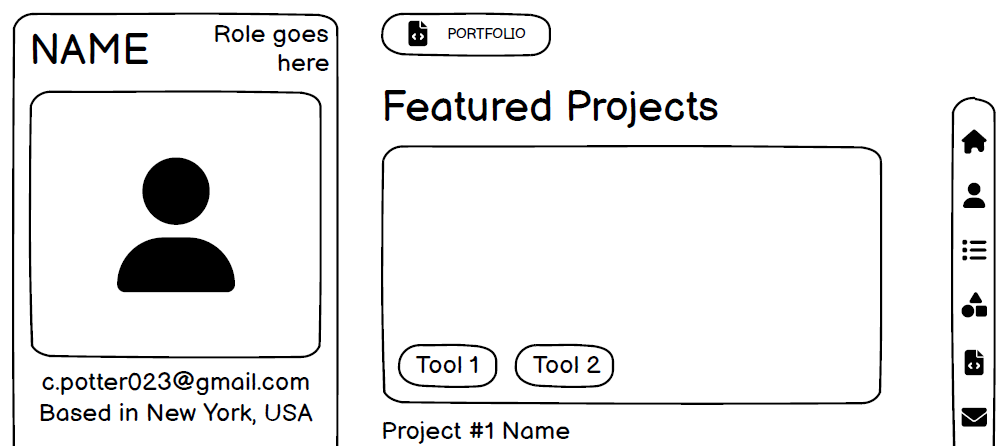 NAME
Role goes
here
c.potter023@gmail.com
Based in New York, USA
PORTFOLIO
Featured Projects
Tool 1
Tool 2
Project #1 Name